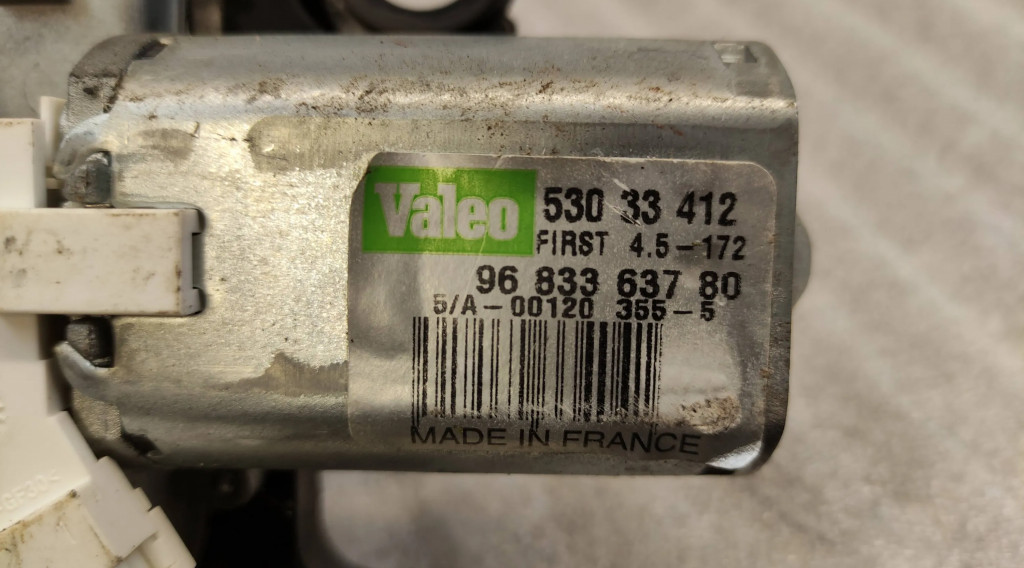 Valeo 530 33 412
FIRST 4.5-172
96 833 637 80
5/A-00120 355-5
MADE IN FRANCE